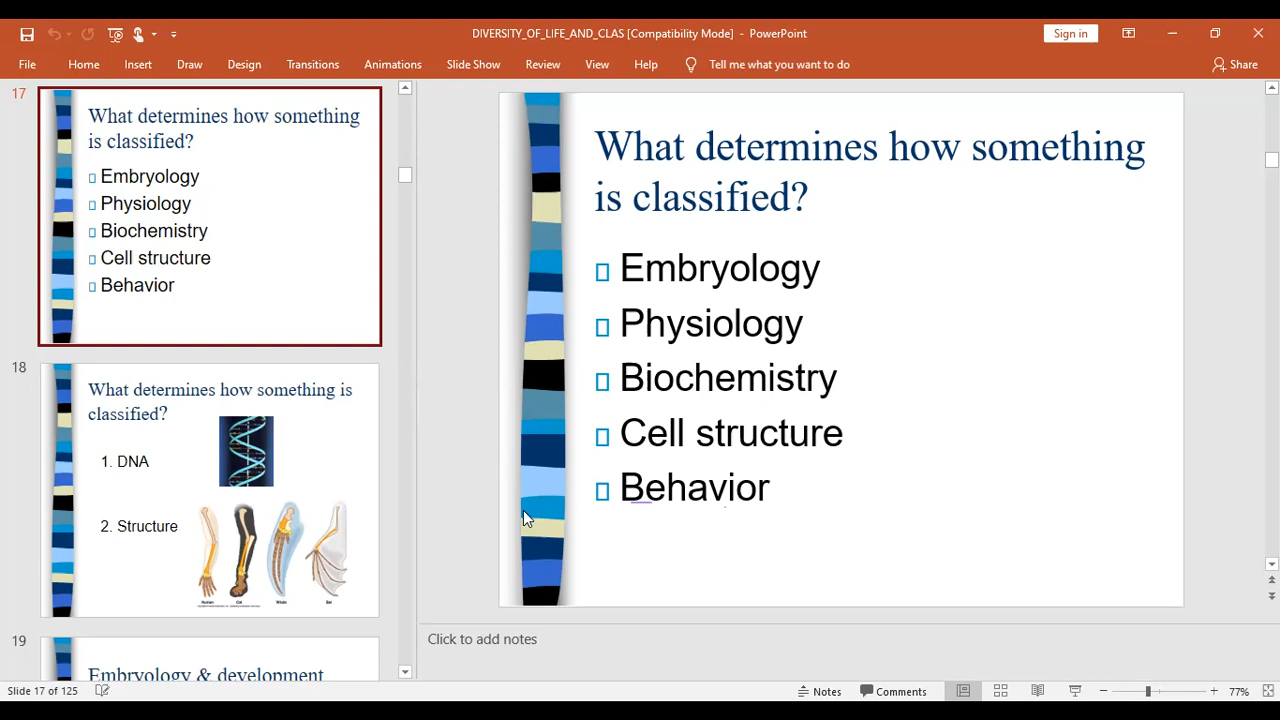 DIVERSITY_OF_LIFE_AND_CLAS [Compatibility Mode] - PowerPoint
Sign in
File Home Insert Draw Design Transitions Animations Slide Show Review View Help Tell me what you want to do Share
17
What determines how something
is classified?
Embryology
Physiology
Biochemistry
Cell structure
Behavior
18
What determines how something is
classified?
1. DNA
2. Structure
Human Cat Whale Bat
19
Embryology & development
What determines how something
is classified?
Embryology
Physiology
Biochemistry
Cell structure
Behavior
Click to add notes
Slide 17 of 125
Notes Comments 77%